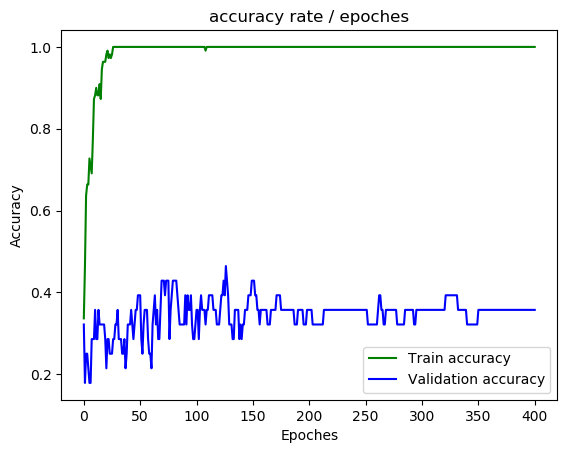 accuracy rate / epoches
1.0
0.8
0.6
0.4
0.2
Accuracy
0
50
100
150
200
250
300
350
400
Epoches
Train accuracy
Validation accuracy